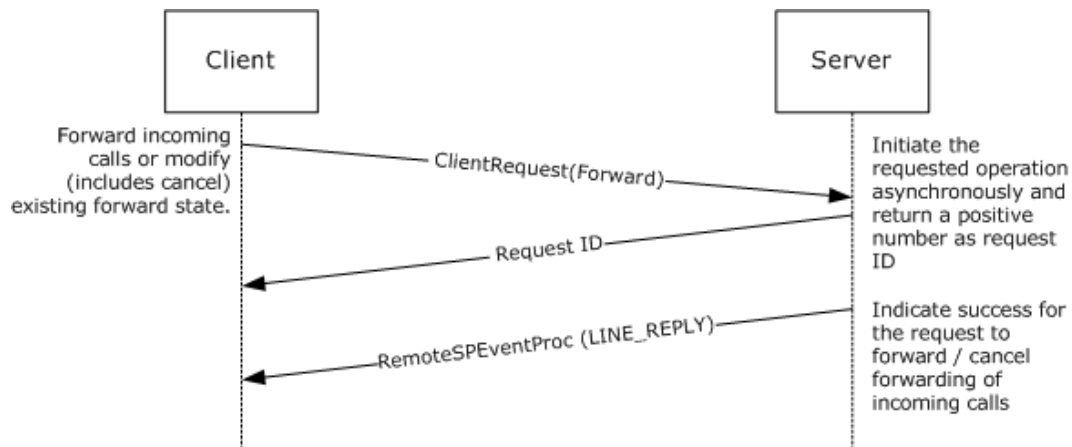 Client
Server
Forward incoming
calls or modify
(includes cancel)
existing forward state.
ClientRequest(Forward)
Initiate the
requested operation
asynchronously and
return a positive
number as request
ID
Request ID
RemoteSPEventProc (LINE_REPLY)
Indicate success for
the request to
forward / cancel
forwarding of
incoming calls